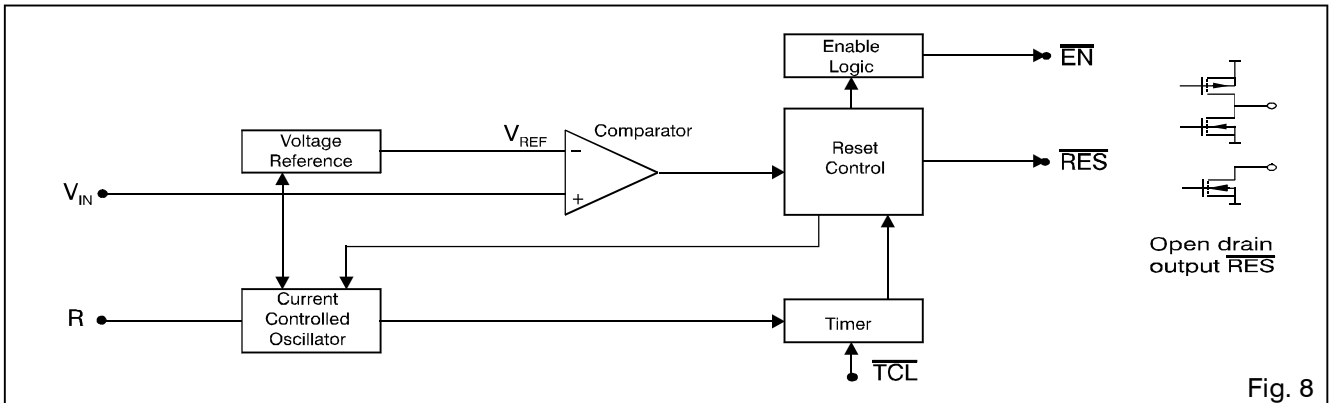 Enable
Logic
EN
Voltage
Reference
VREF
Comparator
Reset
Control
RES
VIN
Open drain
output RES
R
Current
Controlled
Oscillator
Timer
TCL
Fig. 8